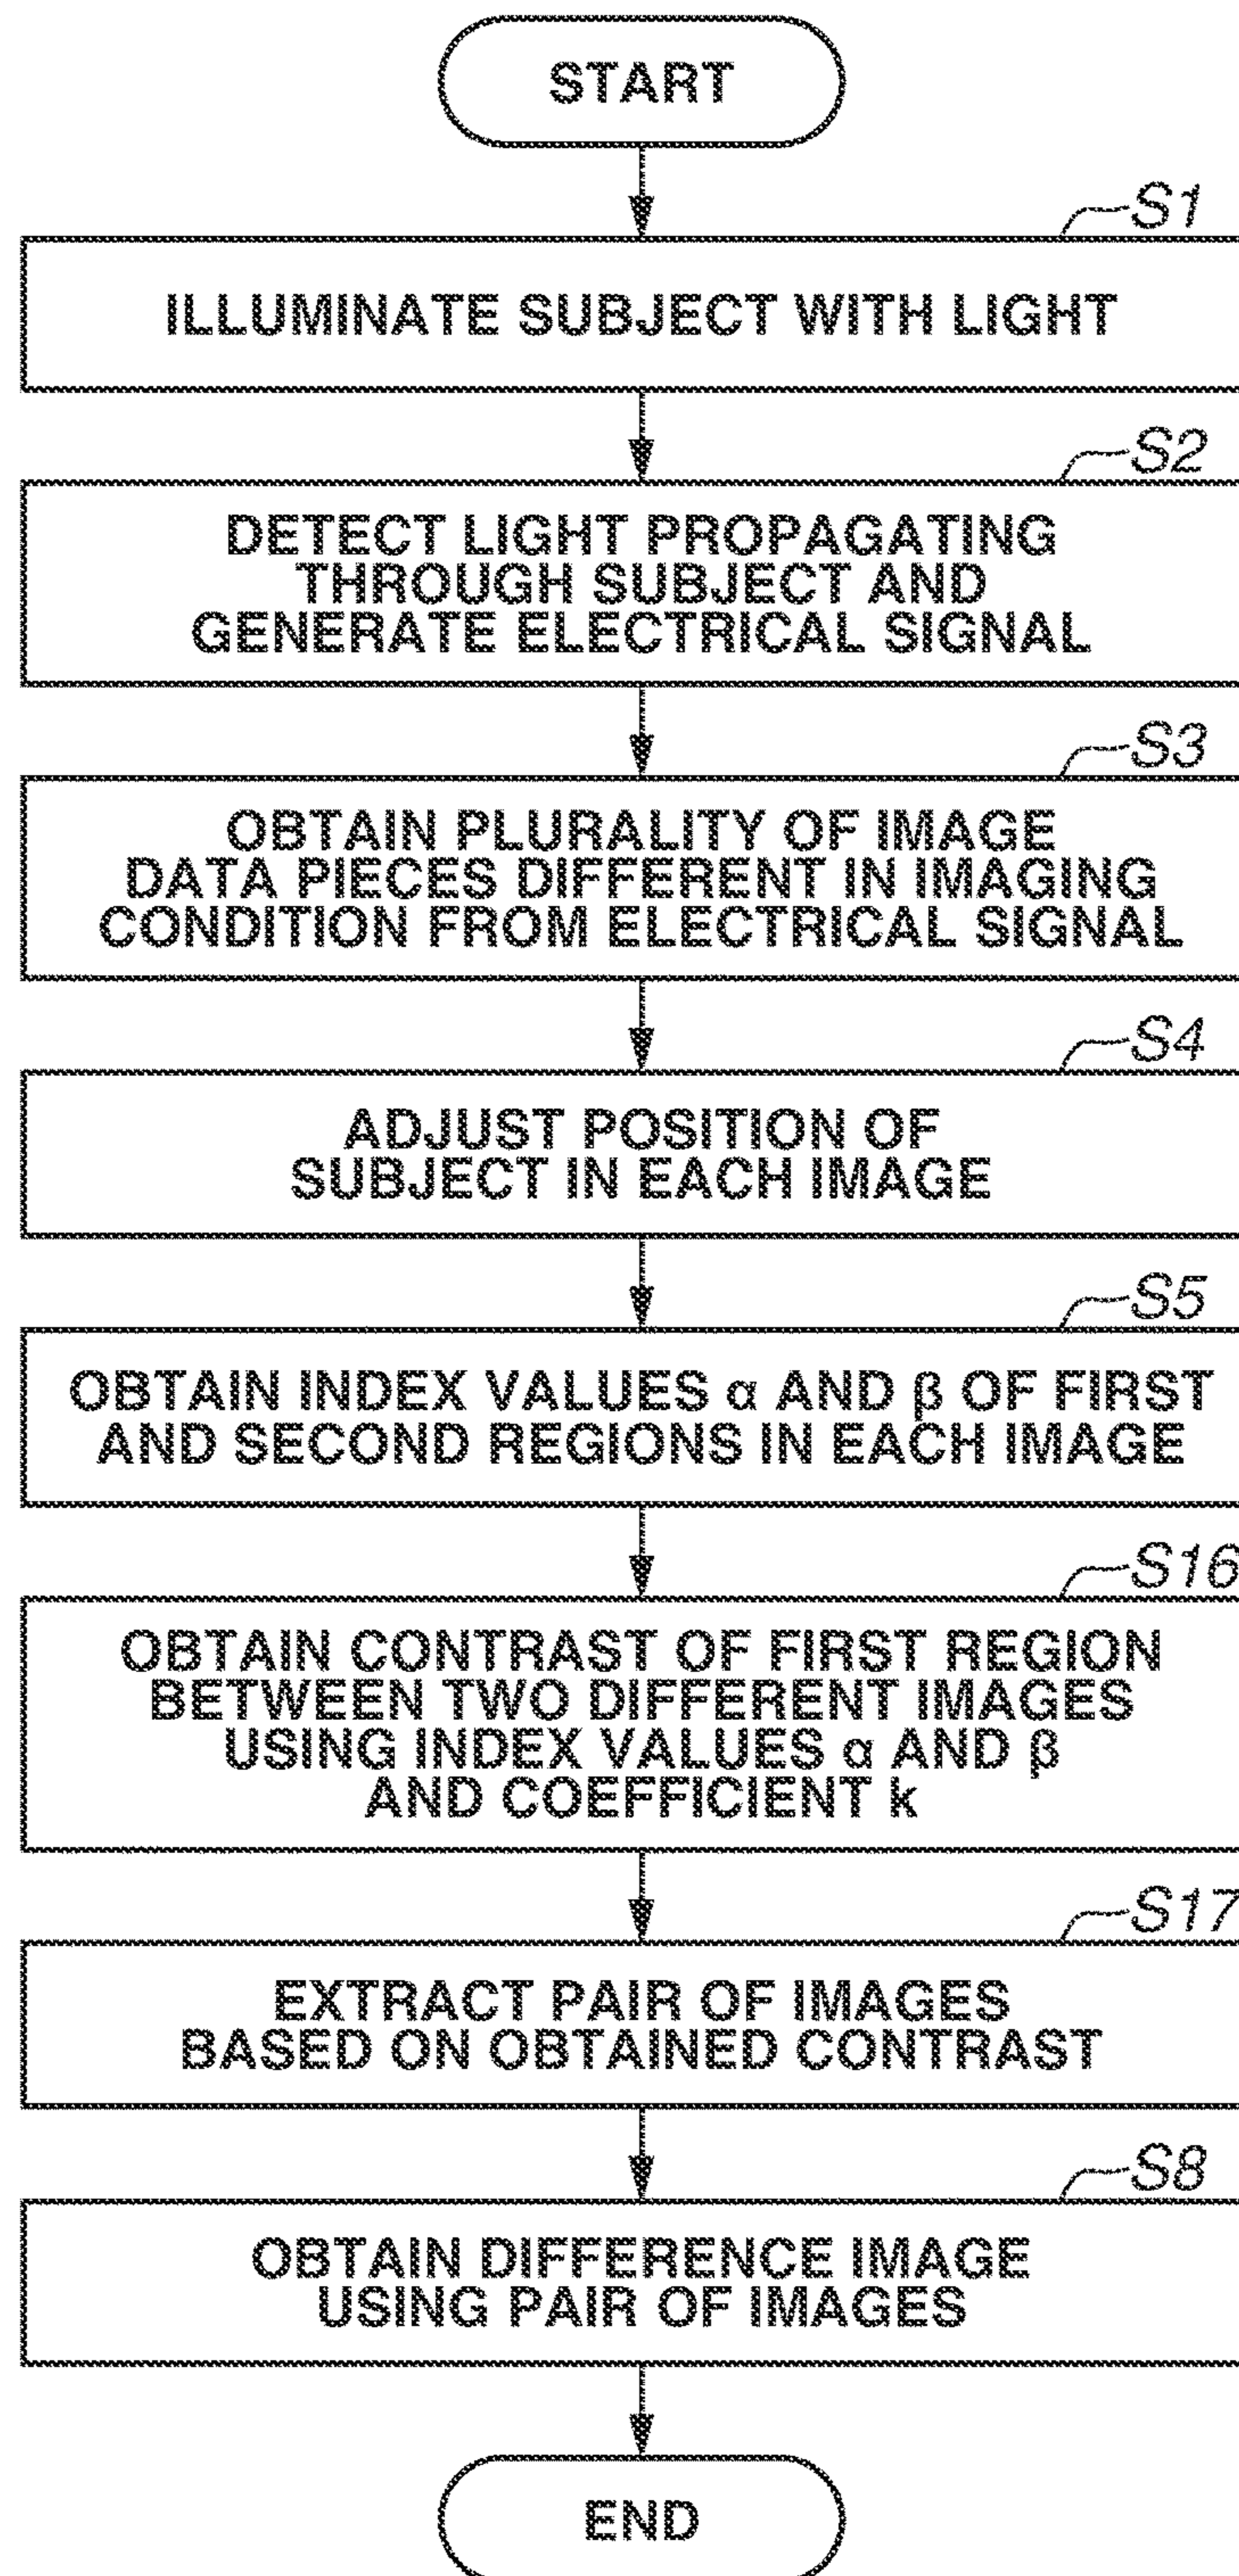 START
S1
ILLUMINATE SUBJECT WITH LIGHT
S2
DETECT LIGHT PROPAGATING
THROUGH SUBJECT AND
GENERATE ELECTRICAL SIGNAL
S3
OBTAIN PLURALITY OF IMAGE
DATA PIECES DIFFERENT IN IMAGING
CONDITION FROM ELECTRICAL SIGNAL
S4
ADJUST POSITION OF
SUBJECT IN EACH IMAGE
S5
OBTAIN INDEX VALUES α AND β OF FIRST
AND SECOND REGIONS IN EACH IMAGE
S16
OBTAIN CONTRAST OF FIRST REGION
BETWEEN TWO DIFFERENT IMAGES
USING INDEX VALUES α AND β
AND COEFFICIENT k
S17
EXTRACT PAIR OF IMAGES
BASED ON OBTAINED CONTRAST
S8
OBTAIN DIFFERENCE IMAGE
USING PAIR OF IMAGES
END